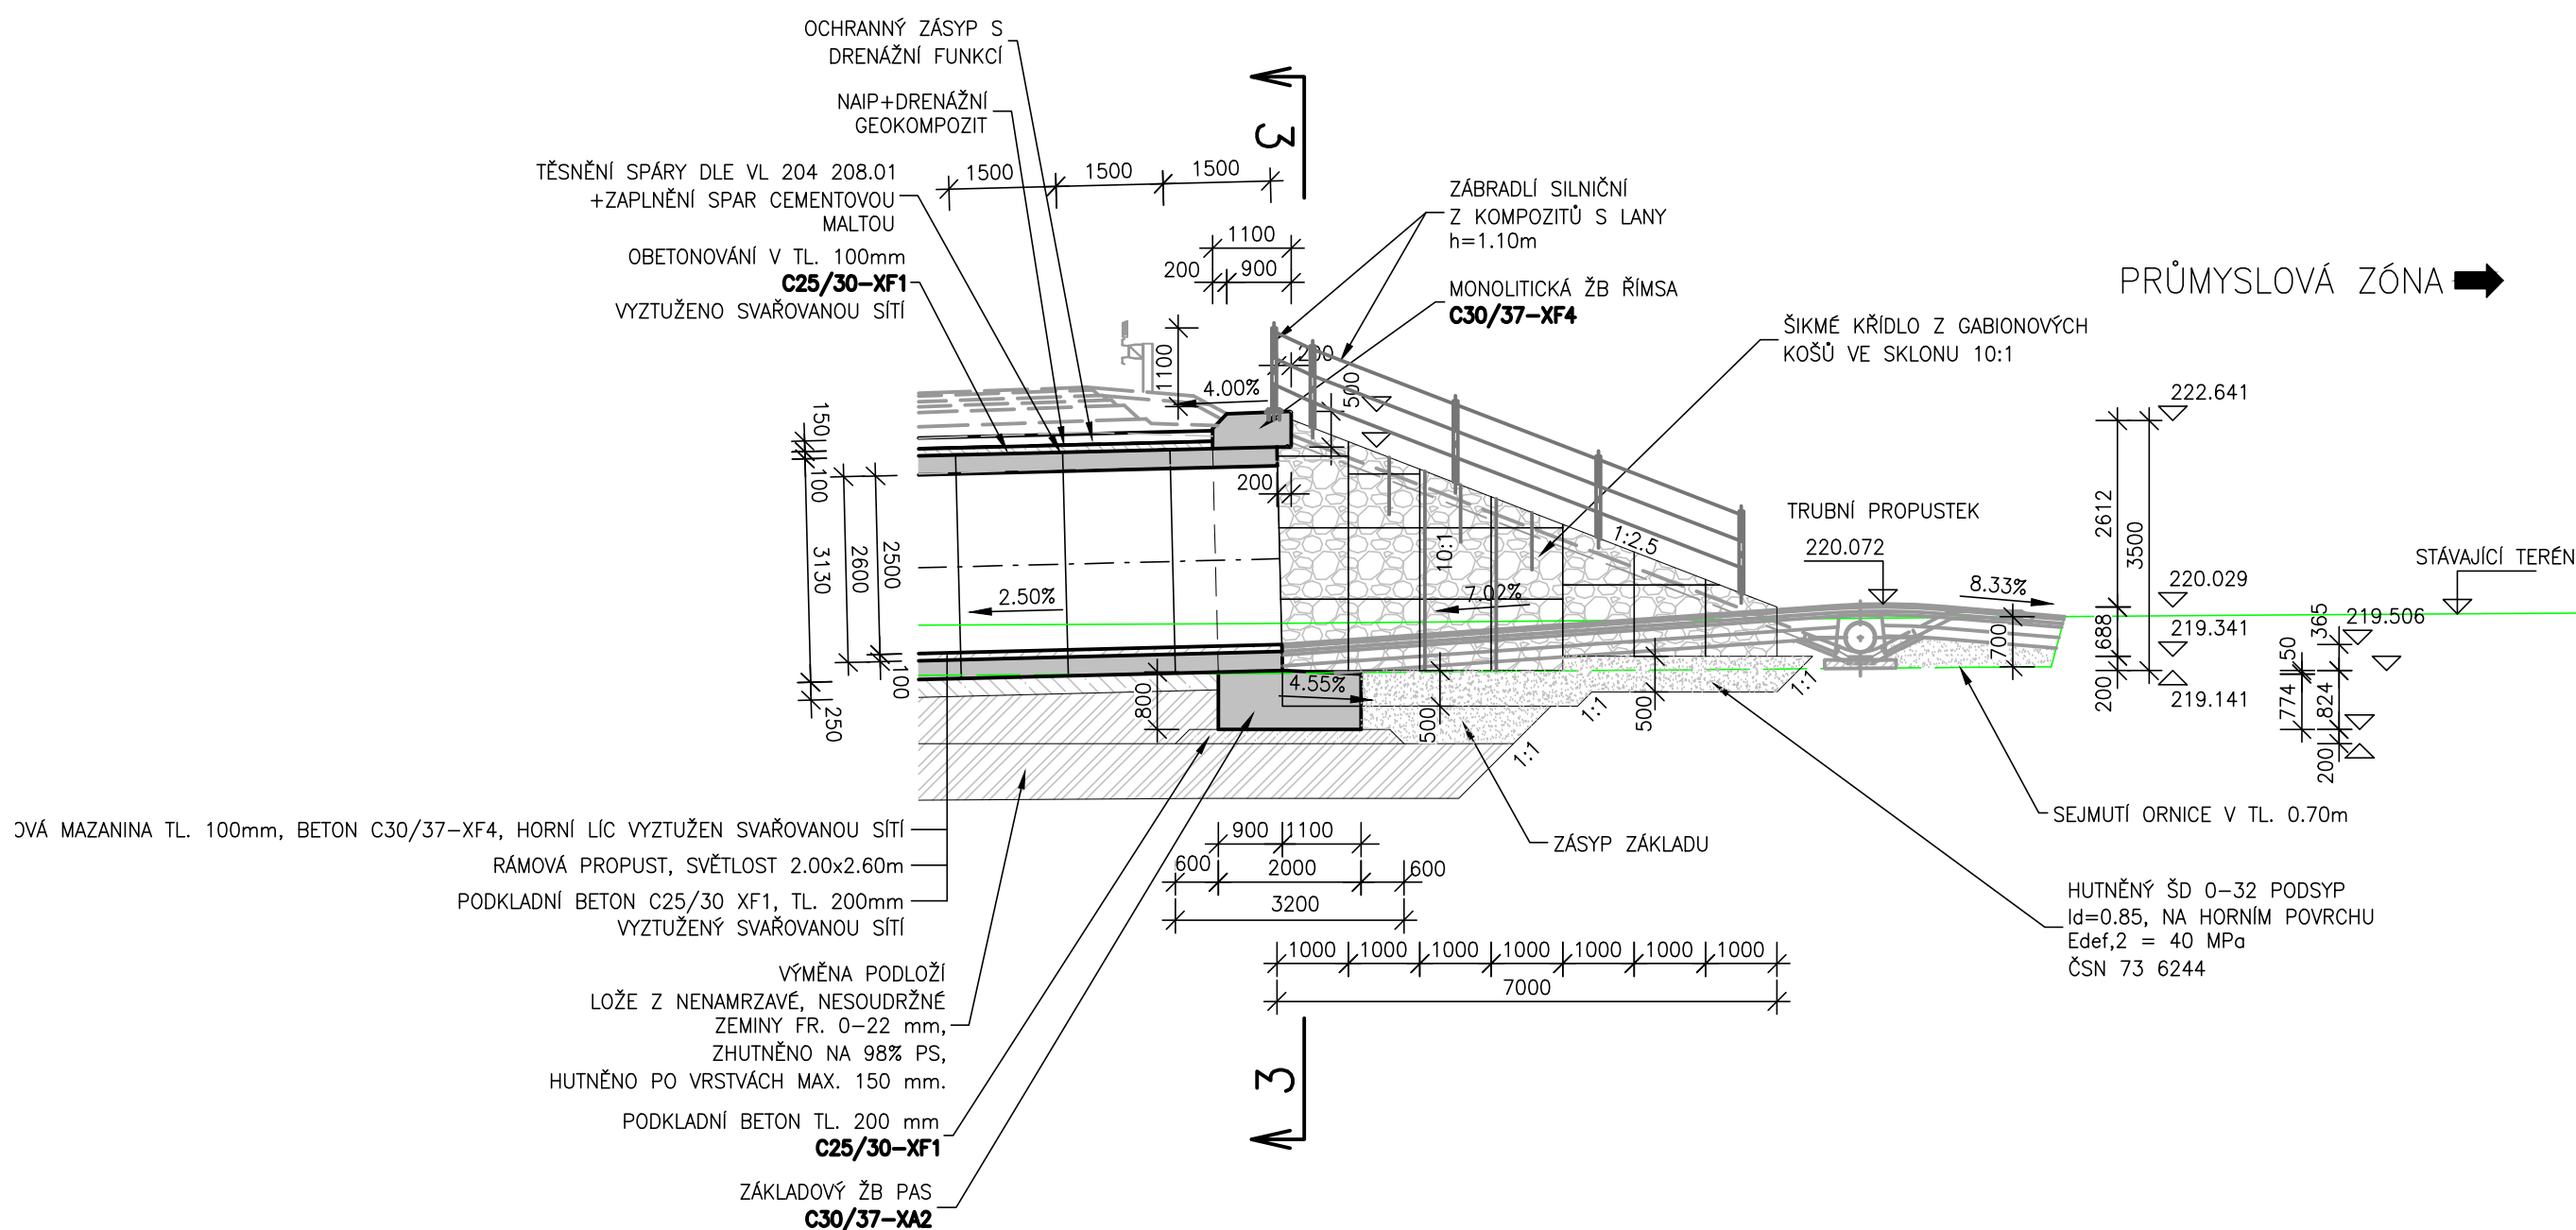 OCHRANNÝ ZÁSYP S
DRENÁŽNÍ FUNKCÍ
NAIP+DRENÁŽNÍ
GEOKOMPOZIT
TĚSNĚNÍ SPÁRY DLE VL 204 208.01
+ZAPLNĚNÍ SPAR CEMENTOVOU
MALTOU
OBETONOVÁNÍ V TL. 100mm
C25/30-XF1
VYZTUŽENO SVAŘOVANOU SÍTÍ
3
1500 1500 1500
1100
200 900
ZÁBRADLÍ SILNIČNÍ
Z KOMPOZITŮ S LANY
h=1.10m
MONOLITICKÁ ŽB ŘÍMSA
C30/37-XF4
PRŮMYSLOVÁ ZÓNA
ŠIKMÉ KŘÍDLO Z GABIONOVÝCH
KOŠŮ VE SKLONU 10:1
1100
4.00%
200
500
150
100
3130
2600
2500
100
250
200
2.50%
10:1
7.02%
1:2.5
TRUBNÍ PROPUSTEK
220.072
8.33%
700
222.641
2612
3500
220.029
688
219.341
200
219.141
STÁVAJÍCÍ TERÉN
219.506
365
50
774
824
200
800
4.55%
500
500
1:1
1:1
1:1
SEJMUTÍ ORNICE V TL. 0.70m
ZÁSYP ZÁKLADU
HUTNĚNÝ ŠD 0-32 PODSYP
Id=0.85, NA HORNÍM POVRCHU
Edef,2 = 40 MPa
ČSN 73 6244
OVÁ MAZANINA TL. 100mm, BETON C30/37-XF4, HORNÍ LÍC VYZTUŽEN SVAŘOVANOU SÍTÍ
RÁMOVÁ PROPUST, SVĚTLOST 2.00x2.60m
PODKLADNÍ BETON C25/30 XF1, TL. 200mm
VYZTUŽENÝ SVAŘOVANOU SÍTÍ
900 1100
600 2000 600
3200
1000 1000 1000 1000 1000 1000 1000
7000
VÝMĚNA PODLOŽÍ
LOŽE Z NENAMRZAVÉ, NESOUDRŽNÉ
ZEMINY FR. 0-22 mm,
ZHUTNĚNO NA 98% PS,
HUTNĚNO PO VRSTVÁCH MAX. 150 mm.
PODKLADNÍ BETON TL. 200 mm
C25/30-XF1
ZÁKLADOVÝ ŽB PAS
C30/37-XA2
3